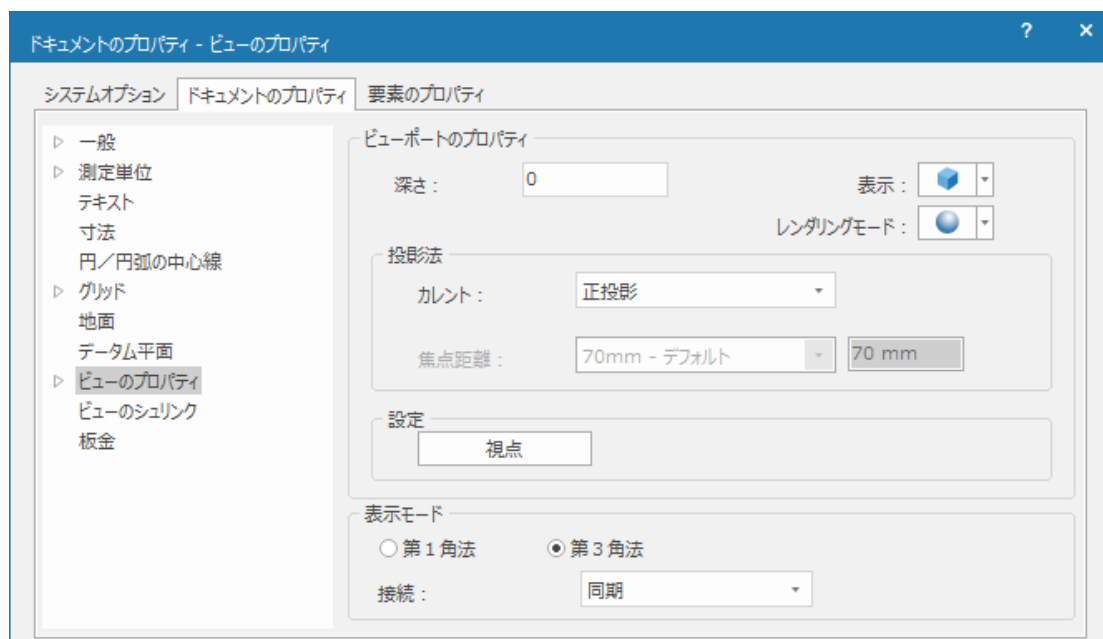 ドキュメントのプロパティ - ビューのプロパティ ? ×
システムオプション ドキュメントのプロパティ 要素のプロパティ
一般
測定単位
テキスト
寸法
円／円弧の中心線
グリッド
地面
データム平面
ビューのプロパティ
ビューのシュリンク
板金
ビューポートのプロパティ
深さ： 0 表示：
レンダリングモード：
投影法
カレント： 正投影
焦点距離： 70mm - デフォルト 70 mm
設定
視点
表示モード
第１角法 第３角法
接続： 同期